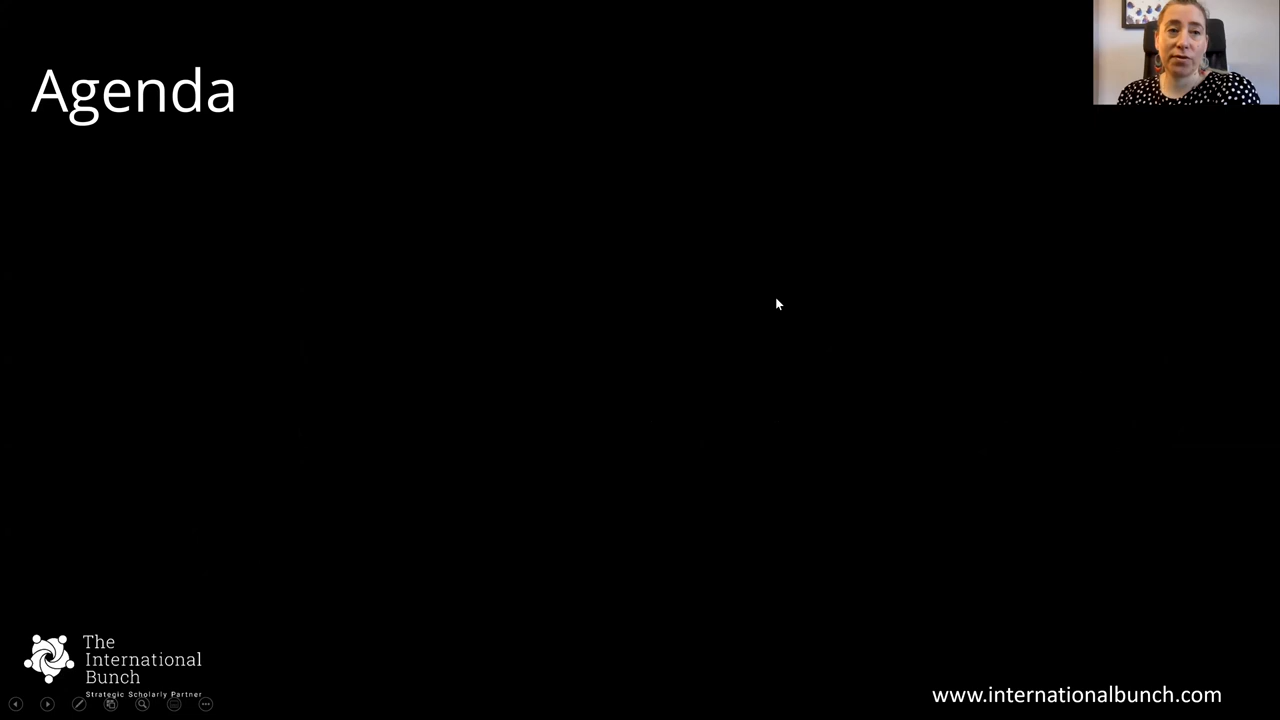 Agenda
The
International
Bunch
Strategic Scholarly Partner
www.internationalbunch.com